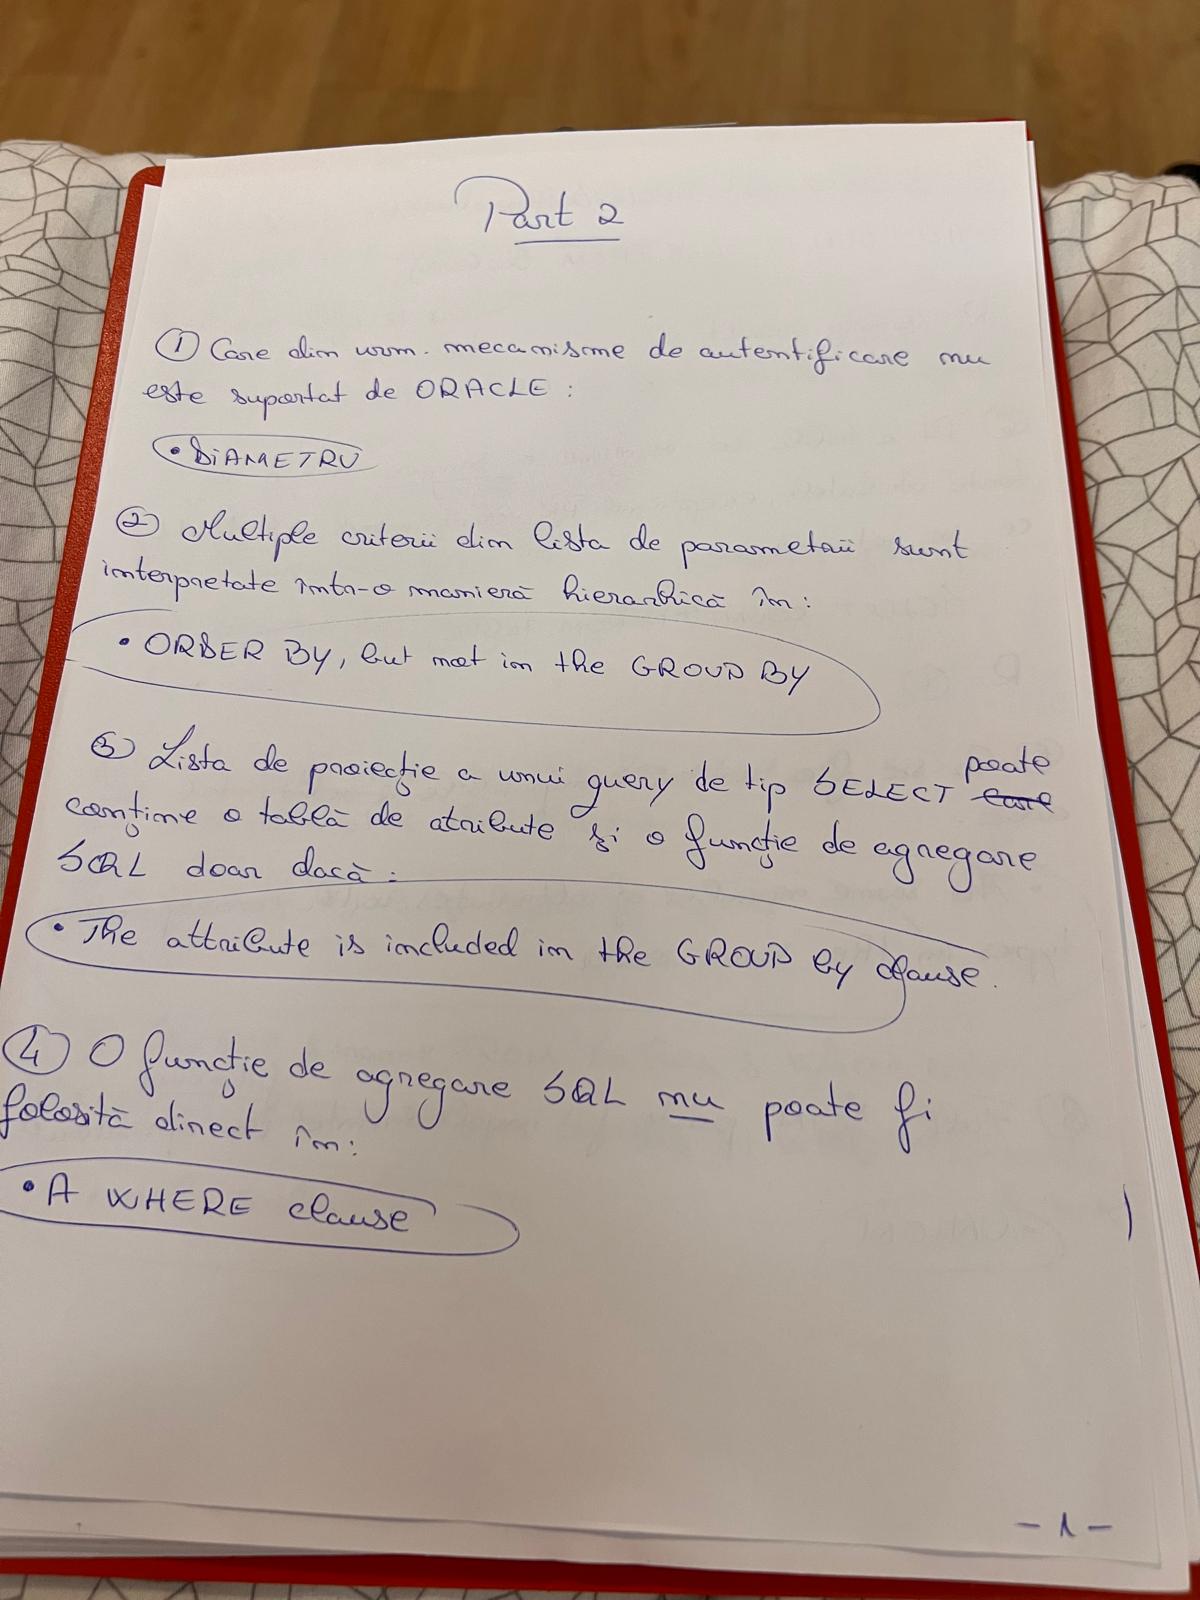 Part 2
① Care din urm. mecanisme de autentificare nu
este suportat de ORACLE :
• DIAMETRU
② Multiple criterii din lista de parametrii sunt
interpretate într-o manieră hierarhică în:
• ORDER BY, but not in the GROUP BY
③ Lista de proiecție a unui query de tip SELECT poate
conține o tablă de atribute și o funcție de agregare
SQL doar dacă:
• The attribute is included in the GROUP by clause.
④ O funcție de agregare SQL nu poate fi
folosită direct în:
• A WHERE clause
- 1 -